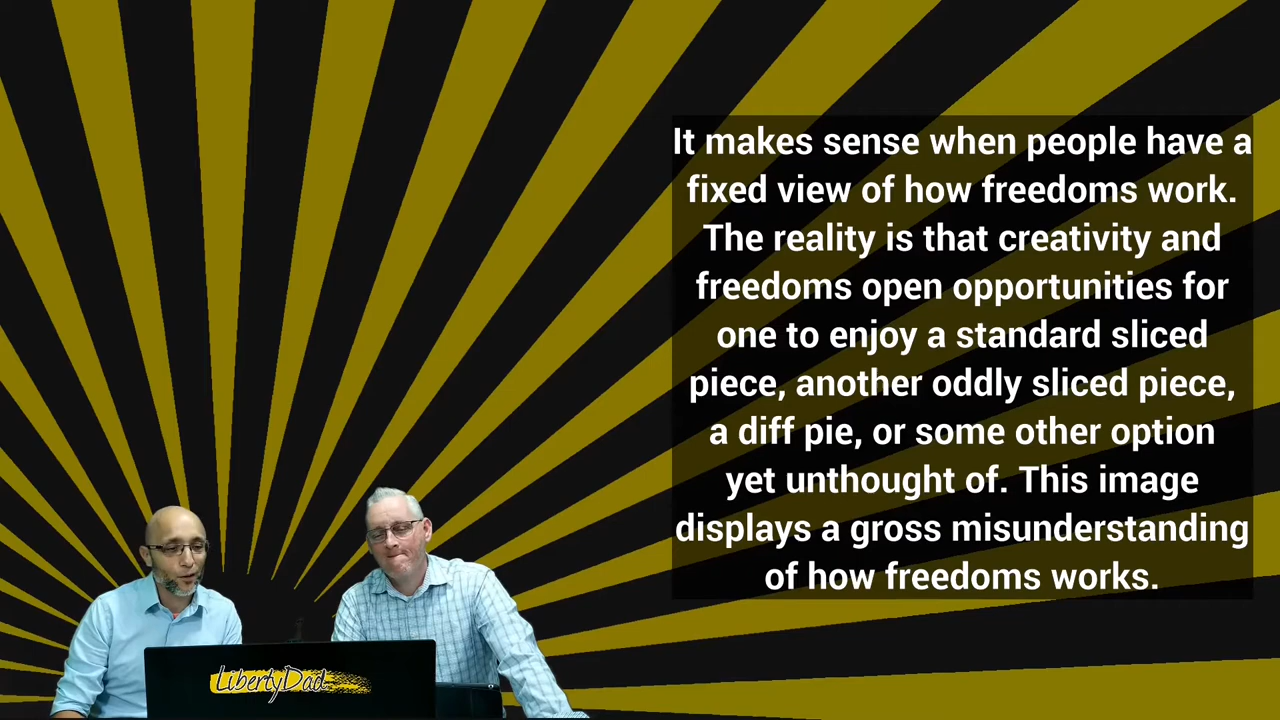 It makes sense when people have a
fixed view of how freedoms work.
The reality is that creativity and
freedoms open opportunities for
one to enjoy a standard sliced
piece, another oddly sliced piece,
a diff pie, or some other option
yet unthought of. This image
displays a gross misunderstanding
of how freedoms works.
LibertyDad